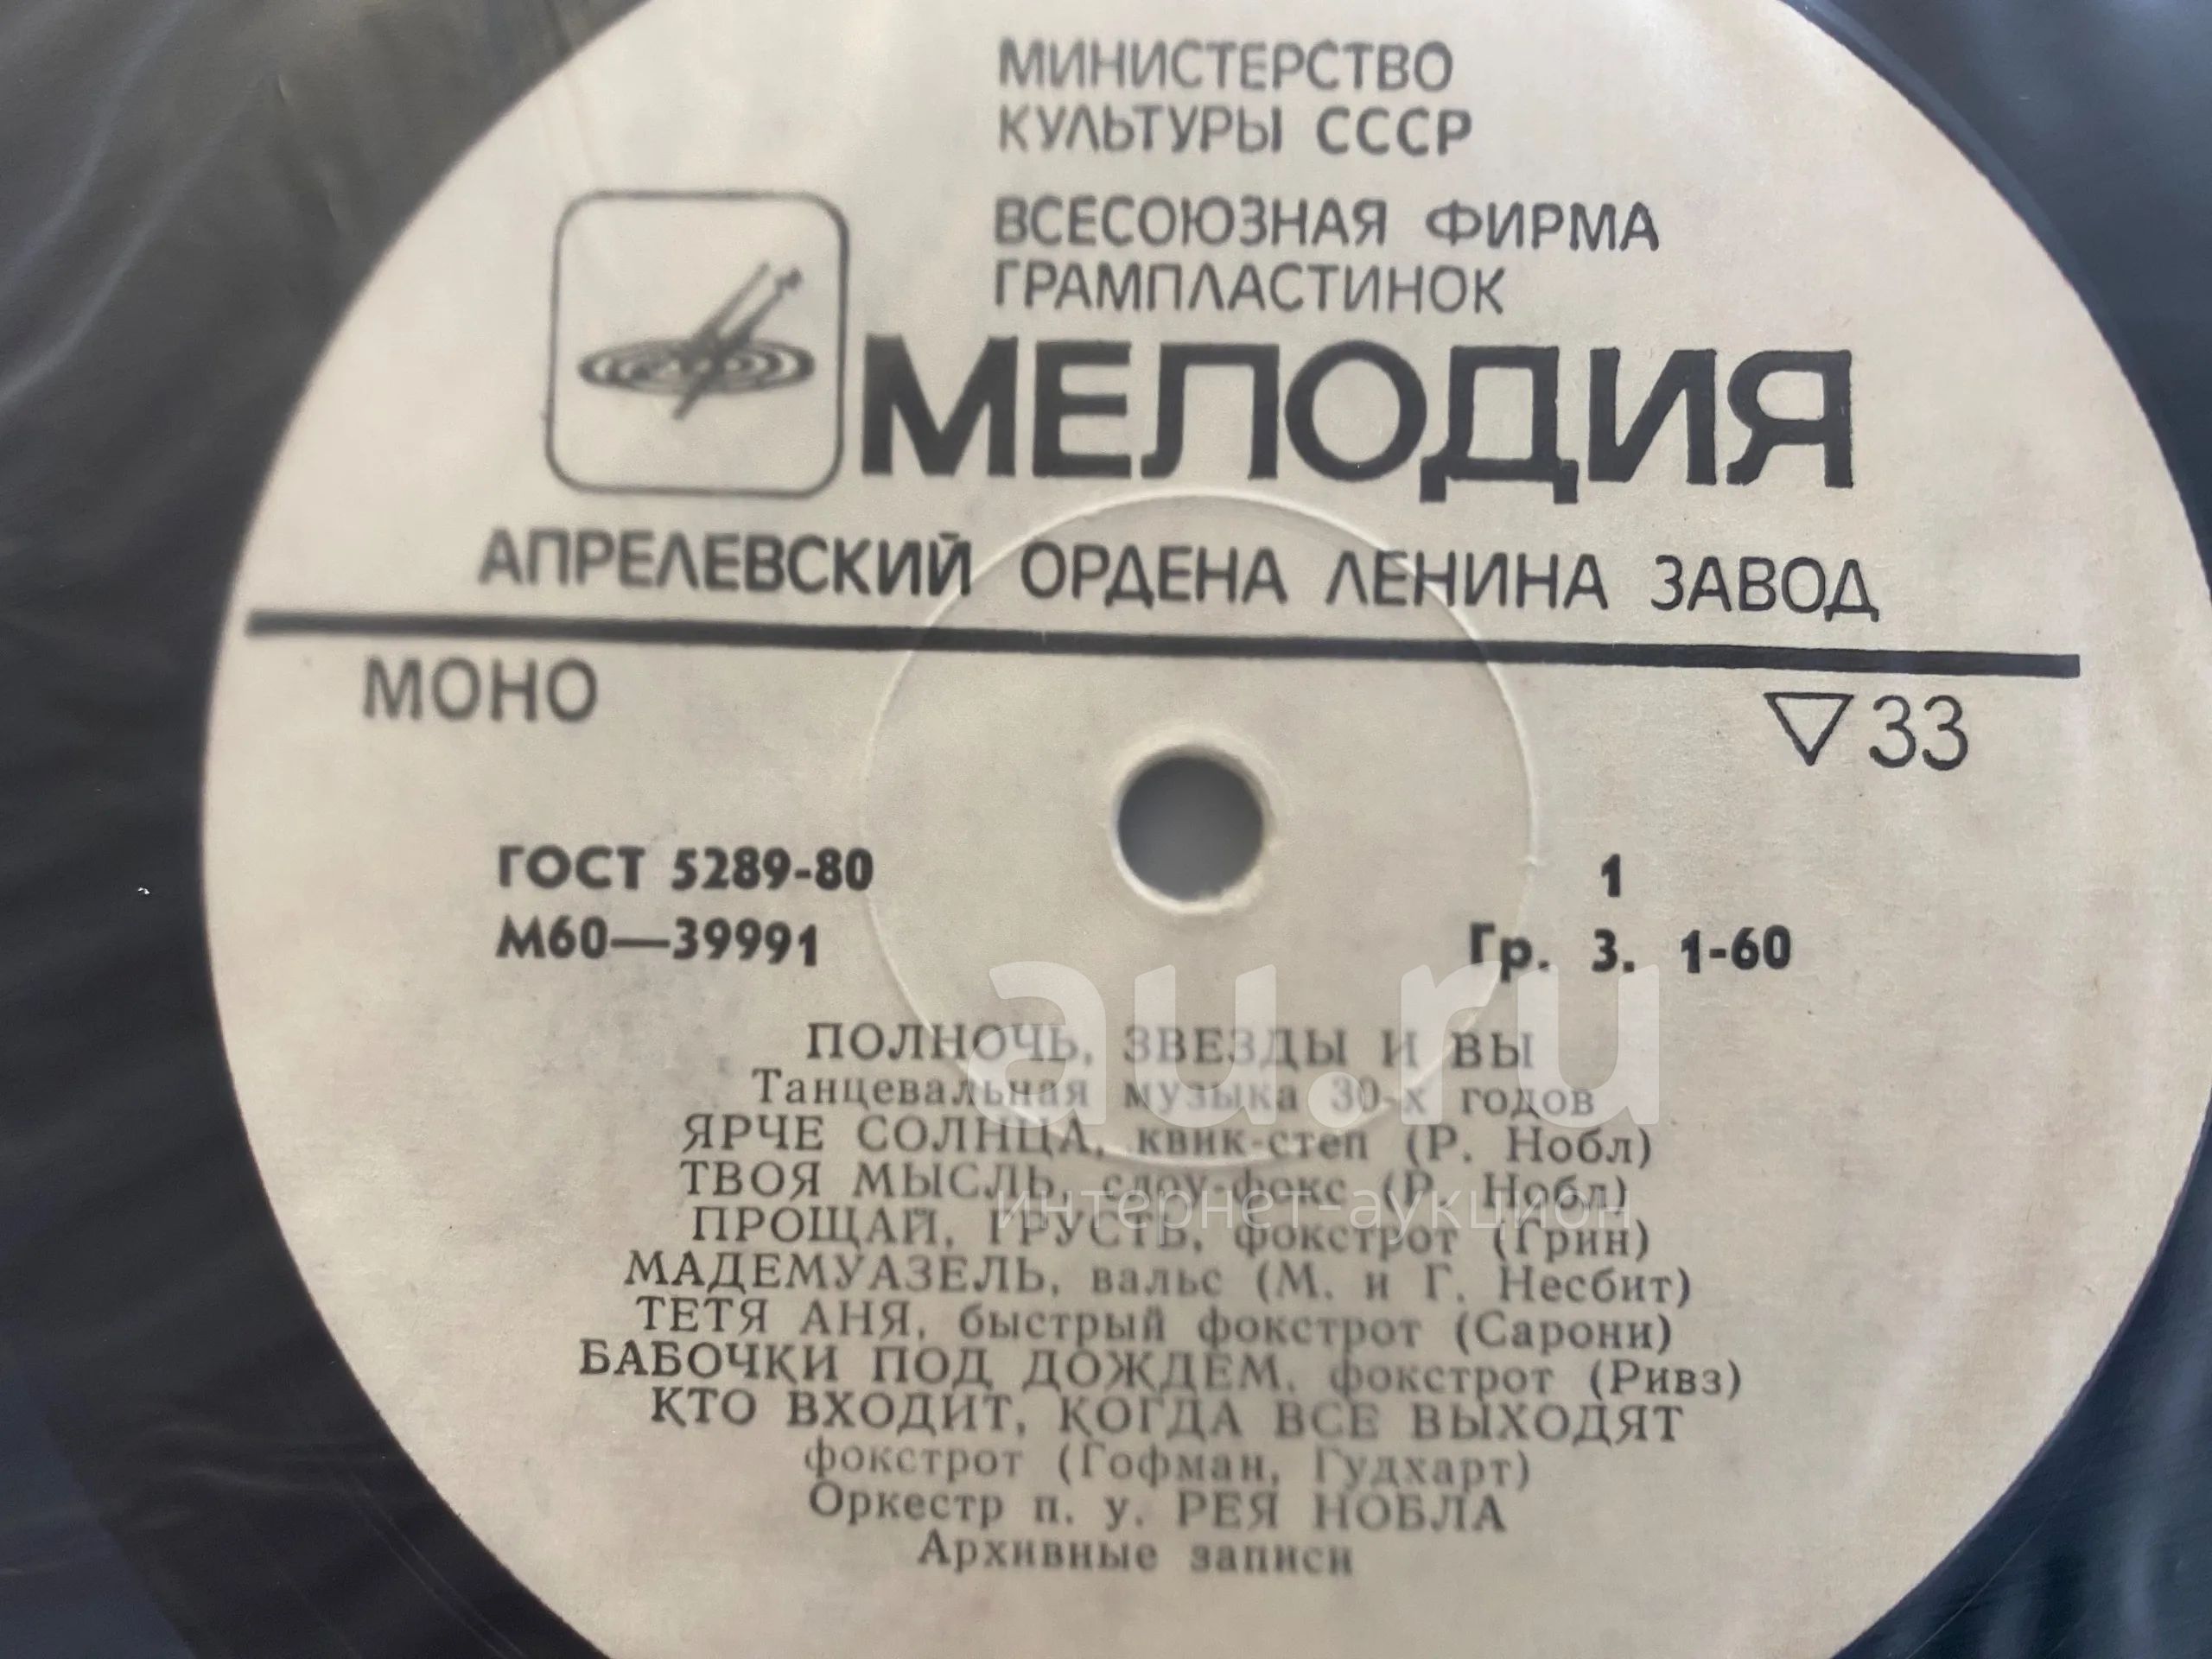 МИНИСТЕРСТВО
КУЛЬТУРЫ СССР
ВСЕСОЮЗНАЯ ФИРМА
ГРАМПЛАСТИНОК
МЕЛОДИЯ
АПРЕЛЕВСКИЙ ОРДЕНА ЛЕНИНА ЗАВОД
МОНО
▽33
ГОСТ 5289-80
1
М60—39991
Гр. 3. 1-60
au.ru
ПОЛНОЧЬ, ЗВЕЗДЫ И ВЫ
Танцевальная музыка 30-х годов
ЯРЧЕ СОЛНЦА, квик-степ (Р. Нобл)
ТВОЯ МЫСЛЬ, слоу-фокс (Р. Нобл)
интернет-аукцион
ПРОЩАЙ, ГРУСТЬ, фокстрот (Грин)
МАДЕМУАЗЕЛЬ, вальс (М. и Г. Несбит)
ТЕТЯ АНЯ, быстрый фокстрот (Сарони)
БАБОЧКИ ПОД ДОЖДЕМ, фокстрот (Ривз)
КТО ВХОДИТ, КОГДА ВСЕ ВЫХОДЯТ
фокстрот (Гофман, Гудхарт)
Оркестр п. у. РЕЯ НОБЛА
Архивные записи